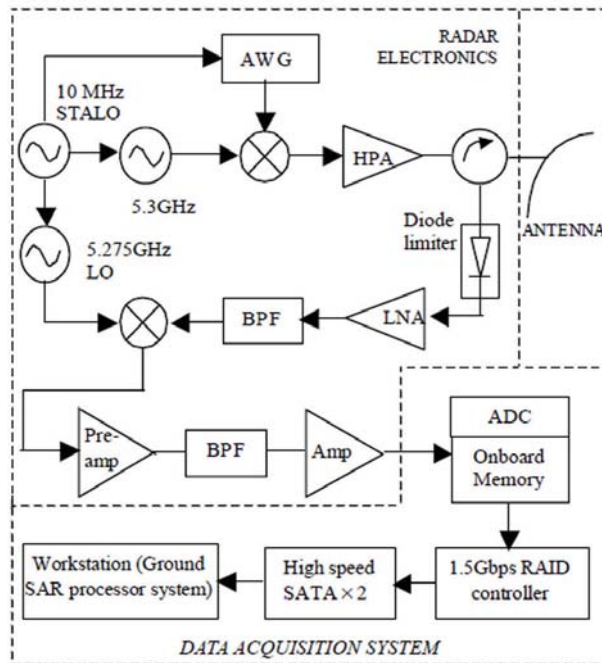 RADAR
ELECTRONICS
AWG
10 MHz
STALO
HPA
5.3GHz
5.275GHz
LO
Diode
limiter
ANTENNA
BPF
LNA
Pre-
amp
BPF
Amp
ADC
Onboard
Memory
Workstation (Ground
SAR processor system)
High speed
SATA × 2
1.5Gbps RAID
controller
DATA ACQUISITION SYSTEM